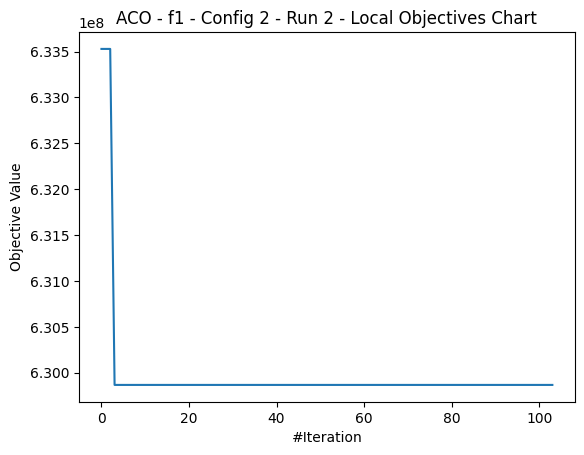 ACO - f1 - Config 2 - Run 2 - Local Objectives Chart
1e8
6.335
6.330
6.325
6.320
6.315
6.310
6.305
6.300
Objective Value
0 20 40 60 80 100
#Iteration